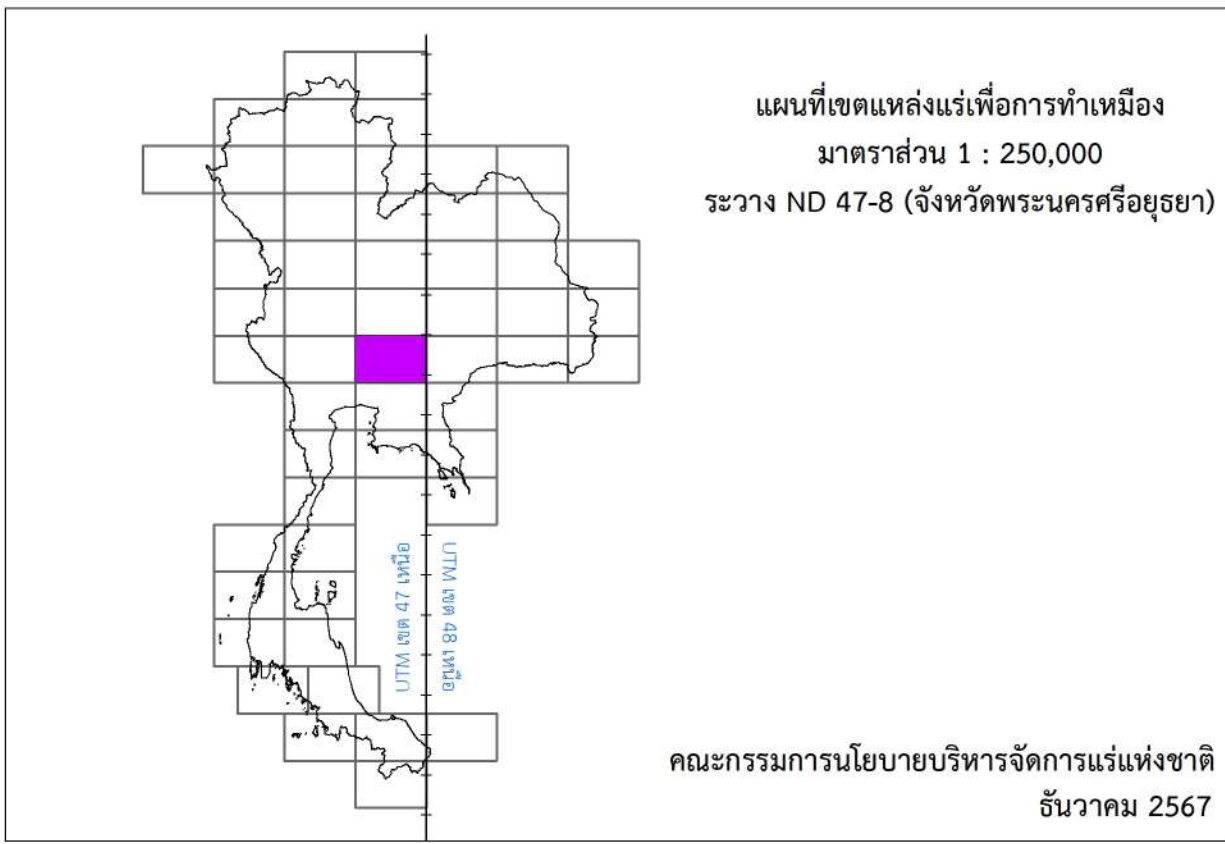 แผนที่เขตแหล่งแร่เพื่อการทำเหมือง
มาตราส่วน 1 : 250,000
ระวาง ND 47-8 (จังหวัดพระนครศรีอยุธยา)
UTM เขต 47 เหนือ
UTM เขต 48 เหนือ
คณะกรรมการนโยบายบริหารจัดการแร่แห่งชาติ
ธันวาคม 2567